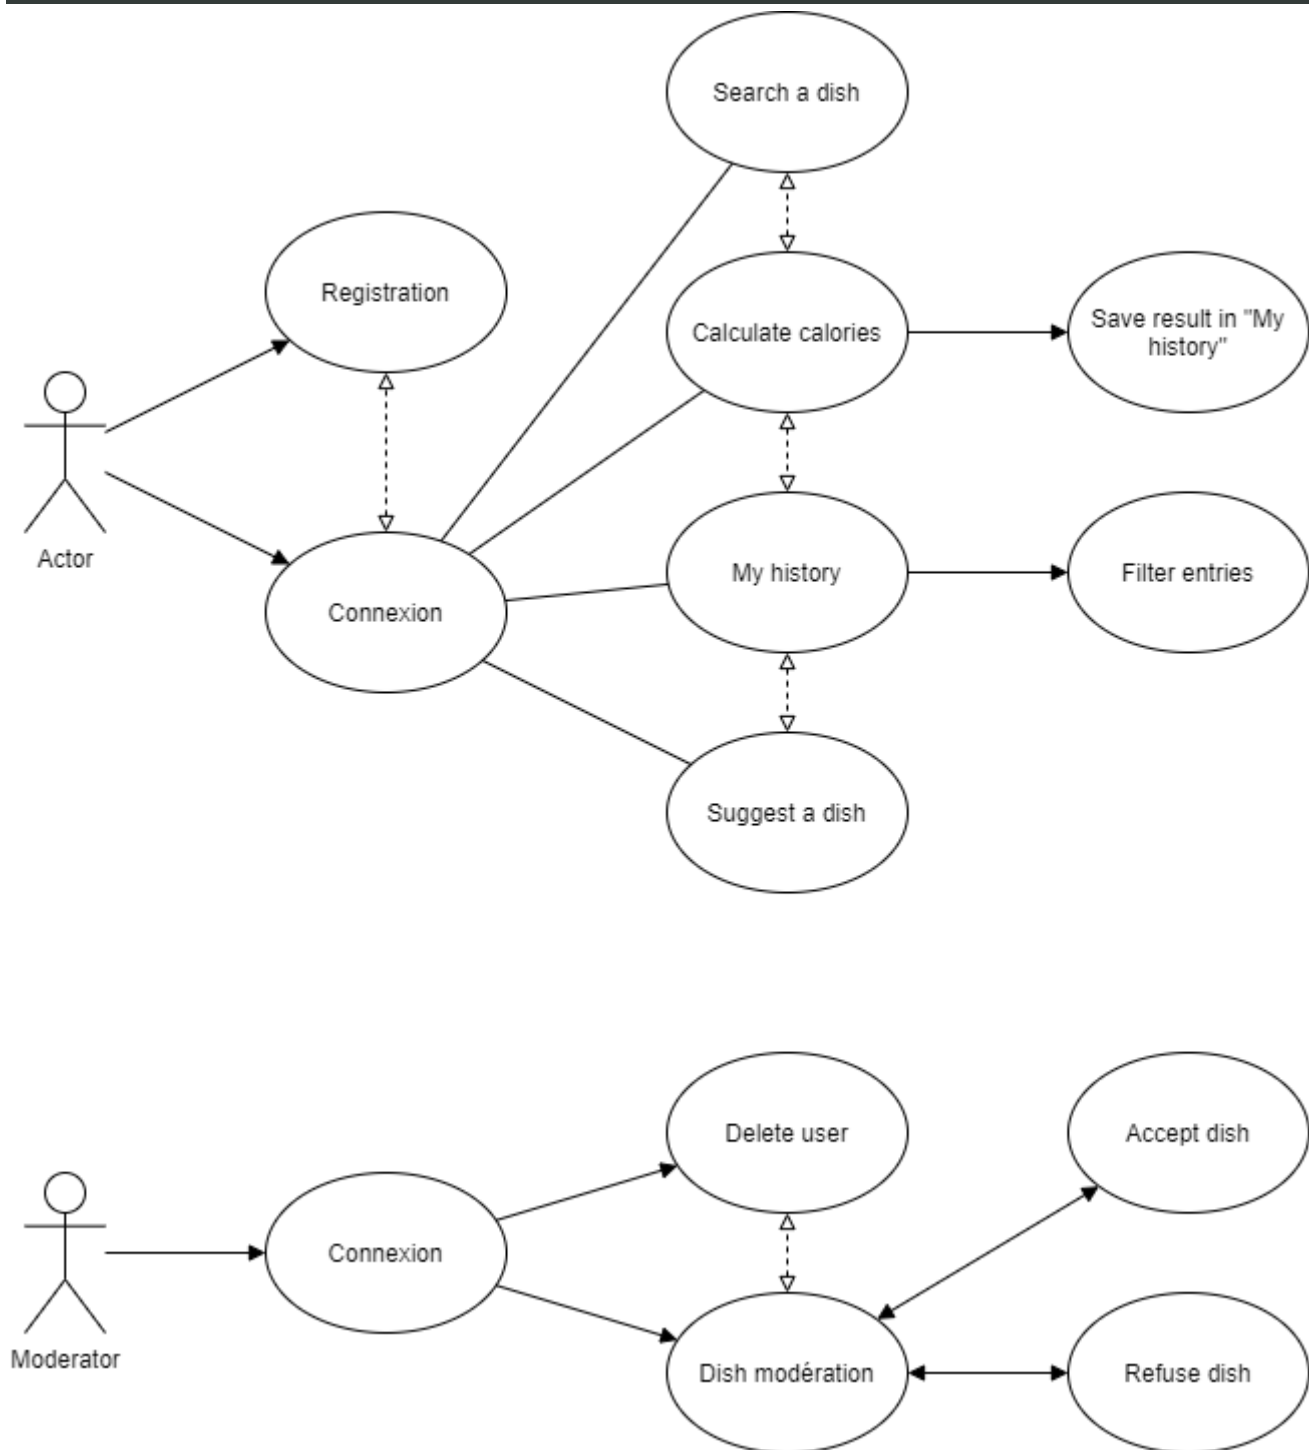 Search a dish
Registration
Calculate calories
Save result in "My
history"
Actor
Connexion
My history
Filter entries
Suggest a dish
Delete user
Accept dish
Moderator
Connexion
Dish modération
Refuse dish